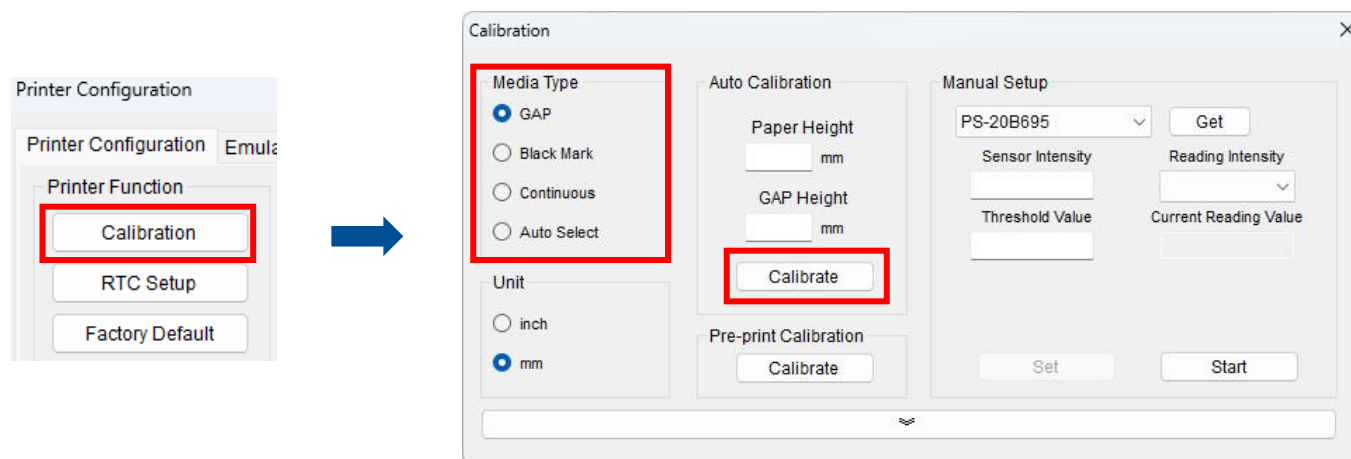 Printer Configuration
Printer Configuration
Printer Function
Calibration
RTC Setup
Factory Default
Calibration
Media Type
GAP
Black Mark
Continuous
Auto Select
Unit
inch
mm
Auto Calibration
Paper Height
mm
GAP Height
mm
Calibrate
Pre-print Calibration
Calibrate
Manual Setup
PS-20B695
Get
Sensor Intensity
Reading Intensity
Threshold Value
Current Reading Value
Set
Start